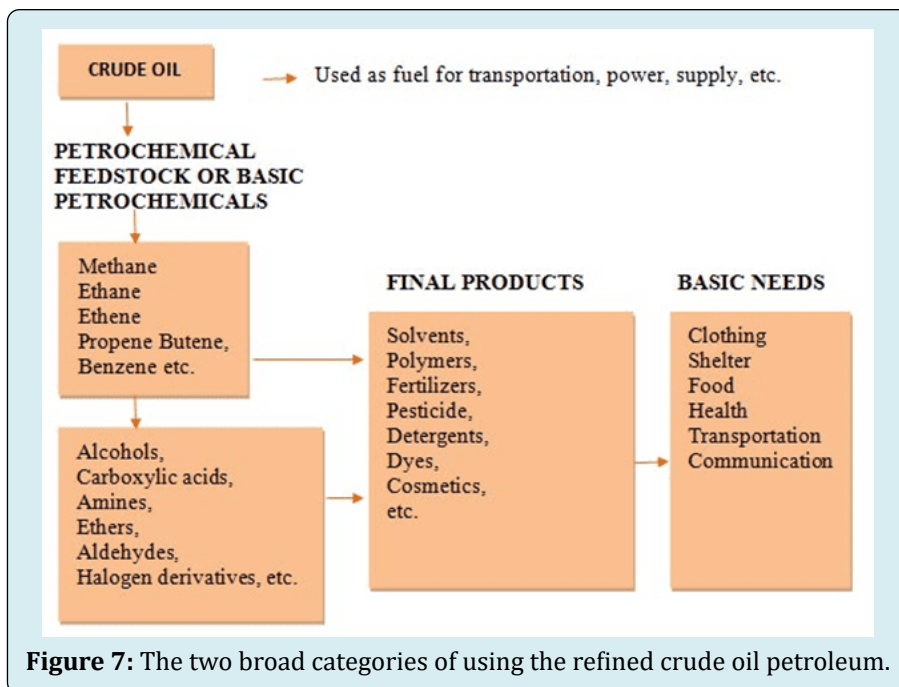 CRUDE OIL
Used as fuel for transportation, power, supply, etc.
PETROCHEMICAL
FEEDSTOCK OR BASIC
PETROCHEMICALS
Methane
Ethane
Ethene
Propene Butene,
Benzene etc.
Alcohols,
Carboxylic acids,
Amines,
Ethers,
Aldehydes,
Halogen derivatives, etc.
FINAL PRODUCTS
Solvents,
Polymers,
Fertilizers,
Pesticide,
Detergents,
Dyes,
Cosmetics,
etc.
BASIC NEEDS
Clothing
Shelter
Food
Health
Transportation
Communication
Figure 7: The two broad categories of using the refined crude oil petroleum.